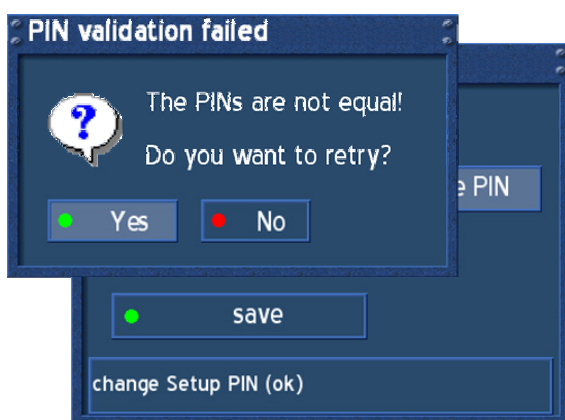 PIN validation failed
The PINs are not equal!
Do you want to retry?
Yes
No
PIN
save
change Setup PIN (ok)